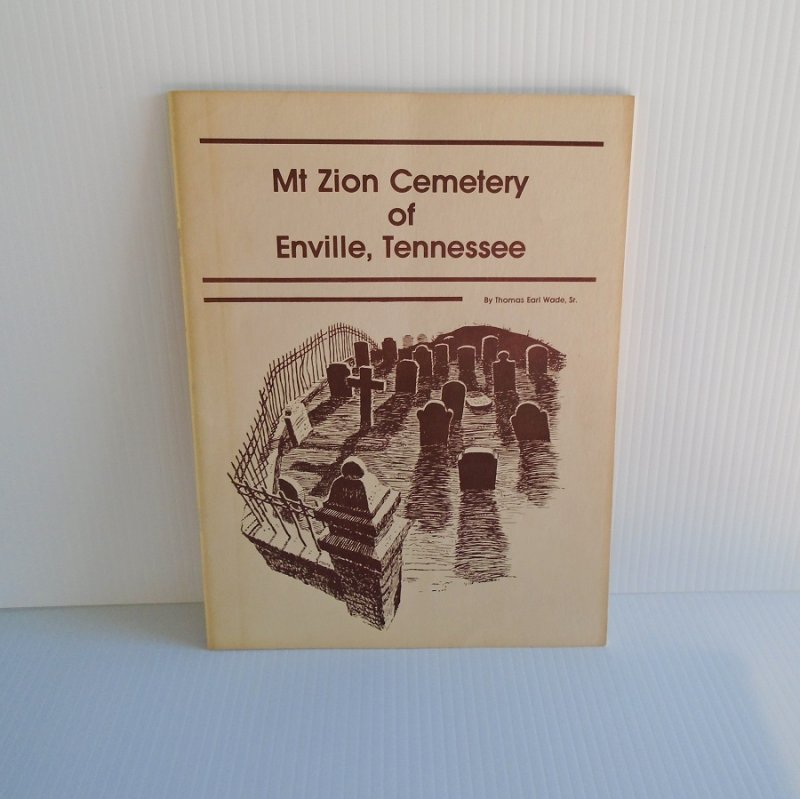 Mt Zion Cemetery
of
Enville, Tennessee
By Thomas Earl Wade, Sr.